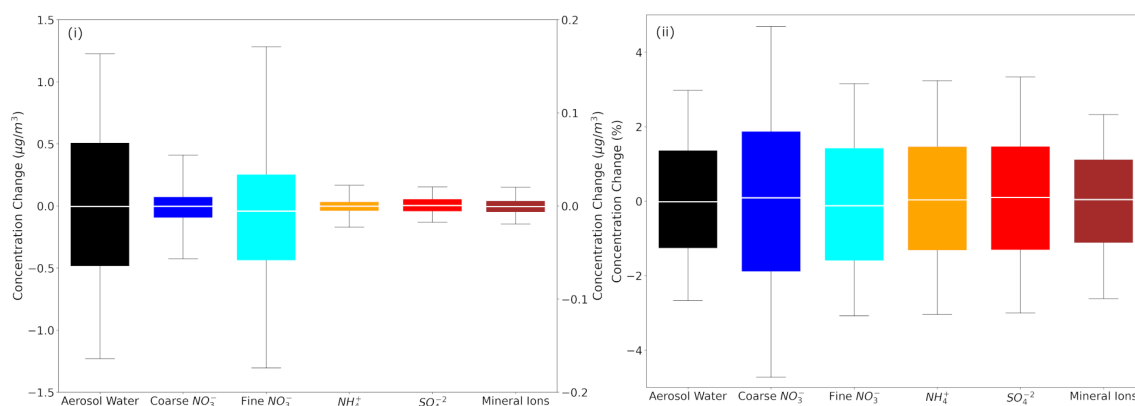 (i)
Concentration Change (μg/m³)
1.5
1.0
0.5
0.0
−0.5
−1.0
−1.5
Aerosol Water Coarse NO₃⁻ Fine NO₃⁻ Mineral Ions
0.2
0.1
0.0
−0.1
−0.2
Concentration Change (μg/m³)
(ii)
Concentration Change (%)
4
2
0
−2
−4
Aerosol Water Coarse NO₃⁻ Fine NO₃⁻ NH₄⁺ SO₄⁻² Mineral Ions